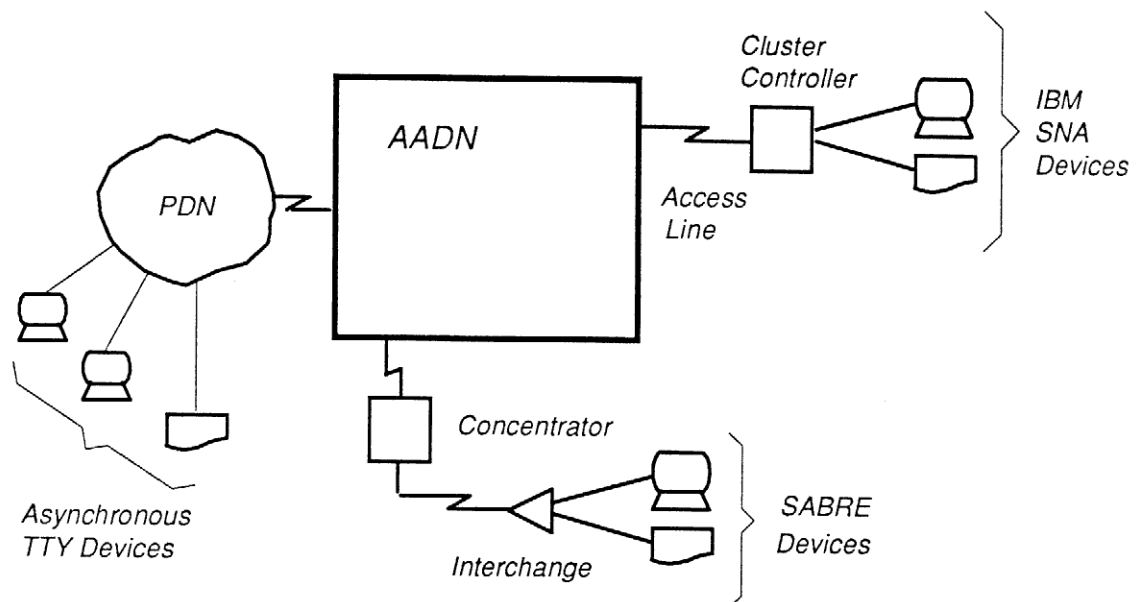 Cluster
Controller
IBM
SNA
Devices
AADN
PDN
Access
Line
Concentrator
Asynchronous
TTY Devices
SABRE
Devices
Interchange